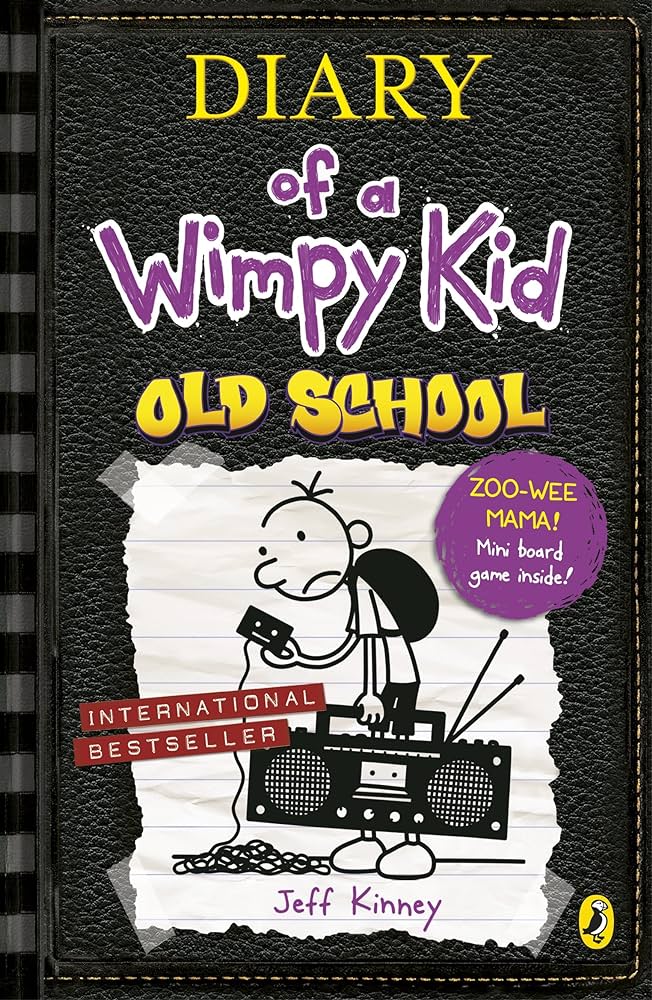 DIARY
of a
Wimpy Kid
OLD SCHOOL
ZOO-WEE
MAMA!
Mini board
game inside!
INTERNATIONAL
BESTSELLER
Jeff Kinney